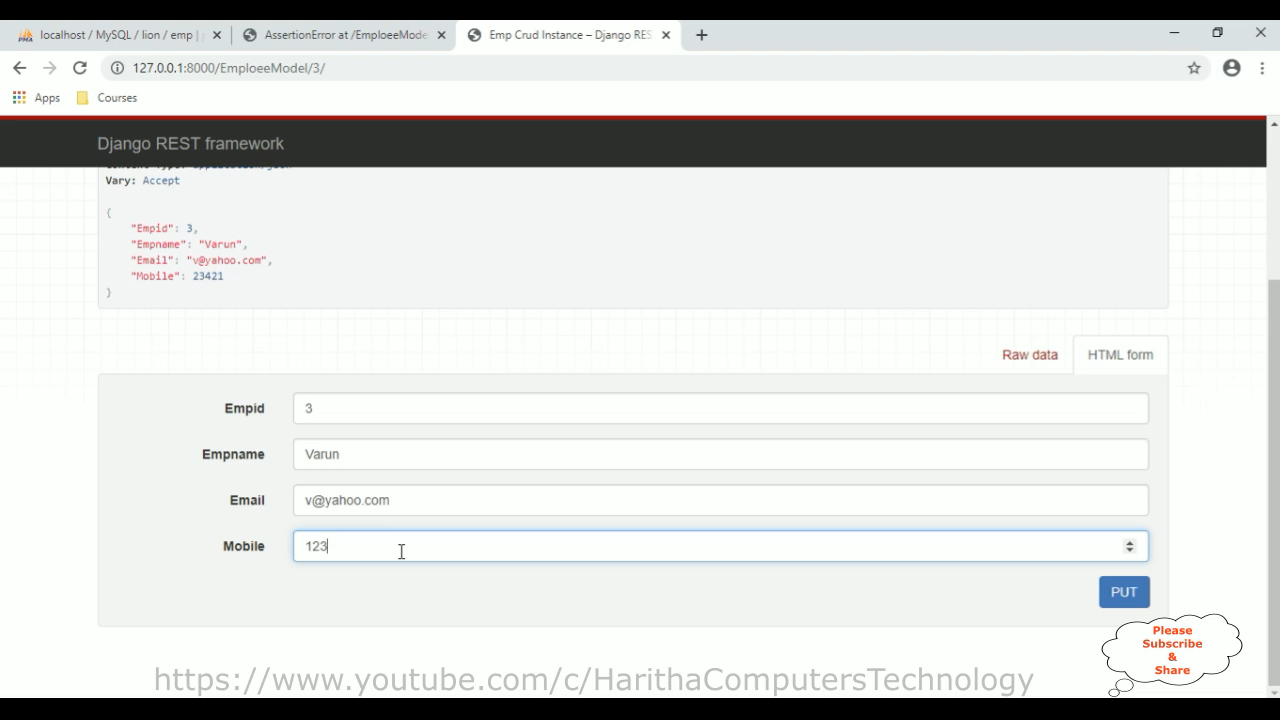 localhost / MySQL / lion / emp |
AssertionError at /EmploeeMode
Emp Crud Instance – Django RES
127.0.0.1:8000/EmploeeModel/3/
Apps
Courses
Django REST framework
Vary: Accept
{
"Empid": 3,
"Empname": "Varun",
"Email": "v@yahoo.com",
"Mobile": 23421
}
Raw data
HTML form
Empid
3
Empname
Varun
Email
v@yahoo.com
Mobile
123
PUT
Please
Subscribe
&
Share
https://www.youtube.com/c/HarithaComputersTechnology